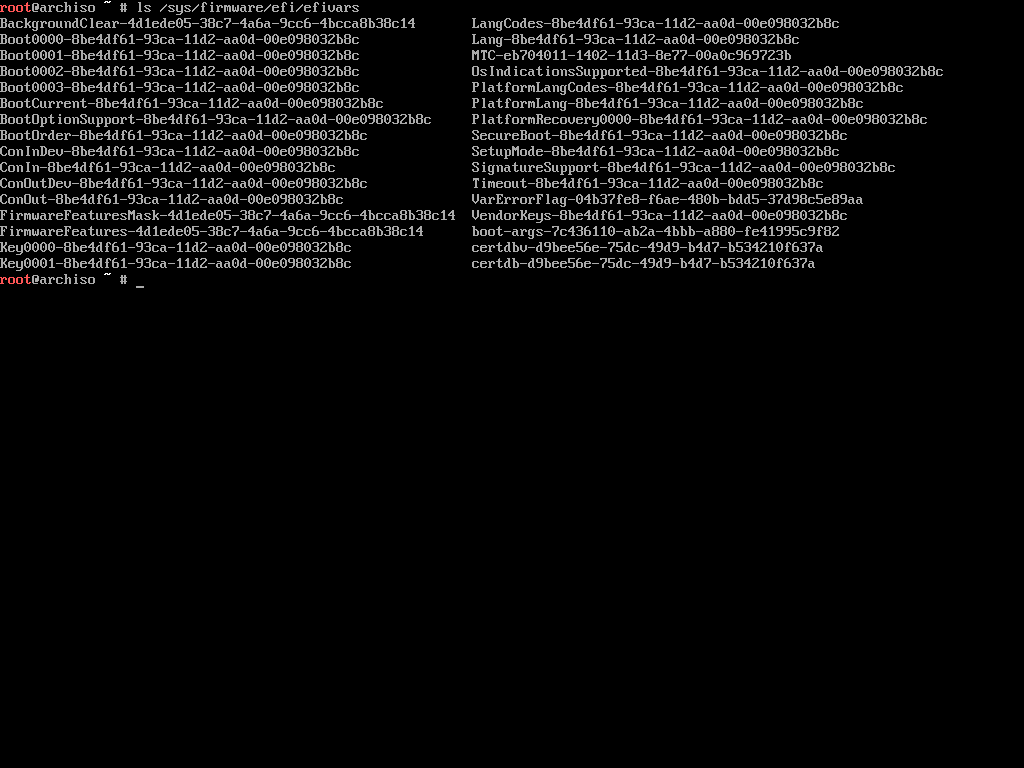 root@archiso ~ # ls /sys/firmware/efi/efivars
BackgroundClear-4d1ede05-38c7-4a6a-9cc6-4bcca8b38c14 LangCodes-8be4df61-93ca-11d2-aa0d-00e098032b8c
Boot0000-8be4df61-93ca-11d2-aa0d-00e098032b8c Lang-8be4df61-93ca-11d2-aa0d-00e098032b8c
Boot0001-8be4df61-93ca-11d2-aa0d-00e098032b8c MTC-eb704011-1402-11d3-8e77-00a0c969723b
Boot0002-8be4df61-93ca-11d2-aa0d-00e098032b8c OsIndicationsSupported-8be4df61-93ca-11d2-aa0d-00e098032b8c
Boot0003-8be4df61-93ca-11d2-aa0d-00e098032b8c PlatformLangCodes-8be4df61-93ca-11d2-aa0d-00e098032b8c
BootCurrent-8be4df61-93ca-11d2-aa0d-00e098032b8c PlatformLang-8be4df61-93ca-11d2-aa0d-00e098032b8c
BootOptionSupport-8be4df61-93ca-11d2-aa0d-00e098032b8c PlatformRecovery0000-8be4df61-93ca-11d2-aa0d-00e098032b8c
BootOrder-8be4df61-93ca-11d2-aa0d-00e098032b8c SecureBoot-8be4df61-93ca-11d2-aa0d-00e098032b8c
ConInDev-8be4df61-93ca-11d2-aa0d-00e098032b8c SetupMode-8be4df61-93ca-11d2-aa0d-00e098032b8c
ConIn-8be4df61-93ca-11d2-aa0d-00e098032b8c SignatureSupport-8be4df61-93ca-11d2-aa0d-00e098032b8c
ConOutDev-8be4df61-93ca-11d2-aa0d-00e098032b8c Timeout-8be4df61-93ca-11d2-aa0d-00e098032b8c
ConOut-8be4df61-93ca-11d2-aa0d-00e098032b8c VarErrorFlag-04b37fe8-f6ae-480b-bdd5-37d98c5e89aa
FirmwareFeaturesMask-4d1ede05-38c7-4a6a-9cc6-4bcca8b38c14 VendorKeys-8be4df61-93ca-11d2-aa0d-00e098032b8c
FirmwareFeatures-4d1ede05-38c7-4a6a-9cc6-4bcca8b38c14 boot-args-7c436110-ab2a-4bbb-a880-fe41995c9f82
Key0000-8be4df61-93ca-11d2-aa0d-00e098032b8c certdbv-d9bee56e-75dc-49d9-b4d7-b534210f637a
Key0001-8be4df61-93ca-11d2-aa0d-00e098032b8c certdb-d9bee56e-75dc-49d9-b4d7-b534210f637a
root@archiso ~ # _